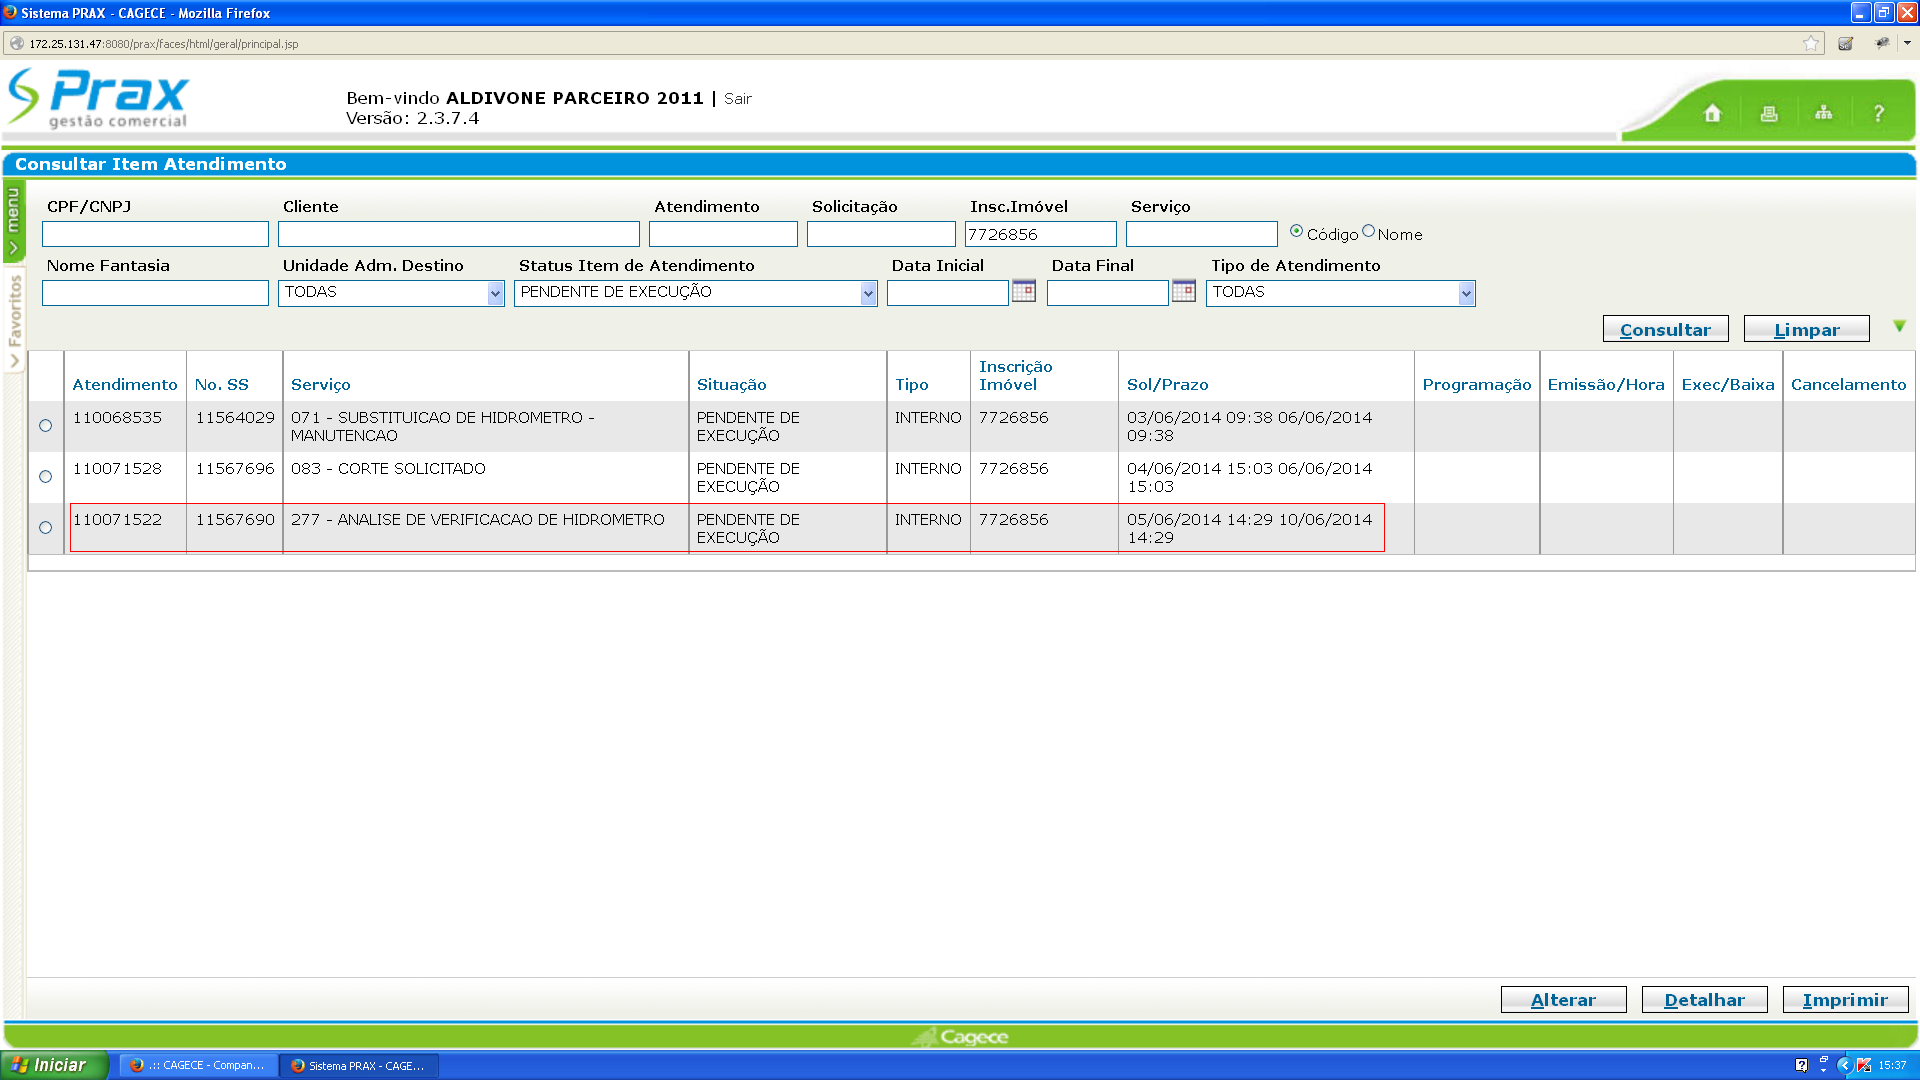 Sistema PRAX - CAGECE - Mozilla Firefox
172.25.131.47:8080/prax/faces/html/geral/principal.jsp
Prax
gestão comercial
Bem-vindo ALDIVONE PARCEIRO 2011 | Sair
Versão: 2.3.7.4
?
Consultar Item Atendimento
menu
Favoritos
CPF/CNPJ Cliente Atendimento Solicitação Insc.Imóvel Serviço
7726856 Código Nome
Nome Fantasia Unidade Adm. Destino Status Item de Atendimento Data Inicial Data Final Tipo de Atendimento
TODAS PENDENTE DE EXECUÇÃO TODAS
Consultar Limpar
Atendimento No. SS Serviço Situação Tipo Inscrição Imóvel Sol/Prazo Programação Emissão/Hora Exec/Baixa Cancelamento
110068535 11564029 071 - SUBSTITUICAO DE HIDROMETRO - PENDENTE DE INTERNO 7726856 03/06/2014 09:38 06/06/2014
MANUTENCAO EXECUÇÃO 09:38
110071528 11567696 083 - CORTE SOLICITADO PENDENTE DE INTERNO 7726856 04/06/2014 15:03 06/06/2014
EXECUÇÃO 15:03
110071522 11567690 277 - ANALISE DE VERIFICACAO DE HIDROMETRO PENDENTE DE INTERNO 7726856 05/06/2014 14:29 10/06/2014
EXECUÇÃO 14:29
Alterar Detalhar Imprimir
Cagece
Iniciar .:: CAGECE - Compan... Sistema PRAX - CAGE... 15:37